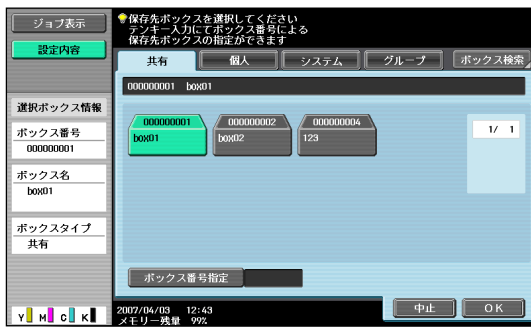 ジョブ表示
設定内容
保存先ボックスを選択してください
テンキー入力にてボックス番号による
保存先ボックスの指定ができます
共有
個人
システム
グループ
ボックス検索
000000001 box01
選択ボックス情報
ボックス番号
000000001
ボックス名
box01
ボックスタイプ
共有
000000001
box01
000000002
box02
000000004
123
1/ 1
ボックス番号指定
Y M C K
2007/04/03 12:43
メモリー残量 99%
中止
OK